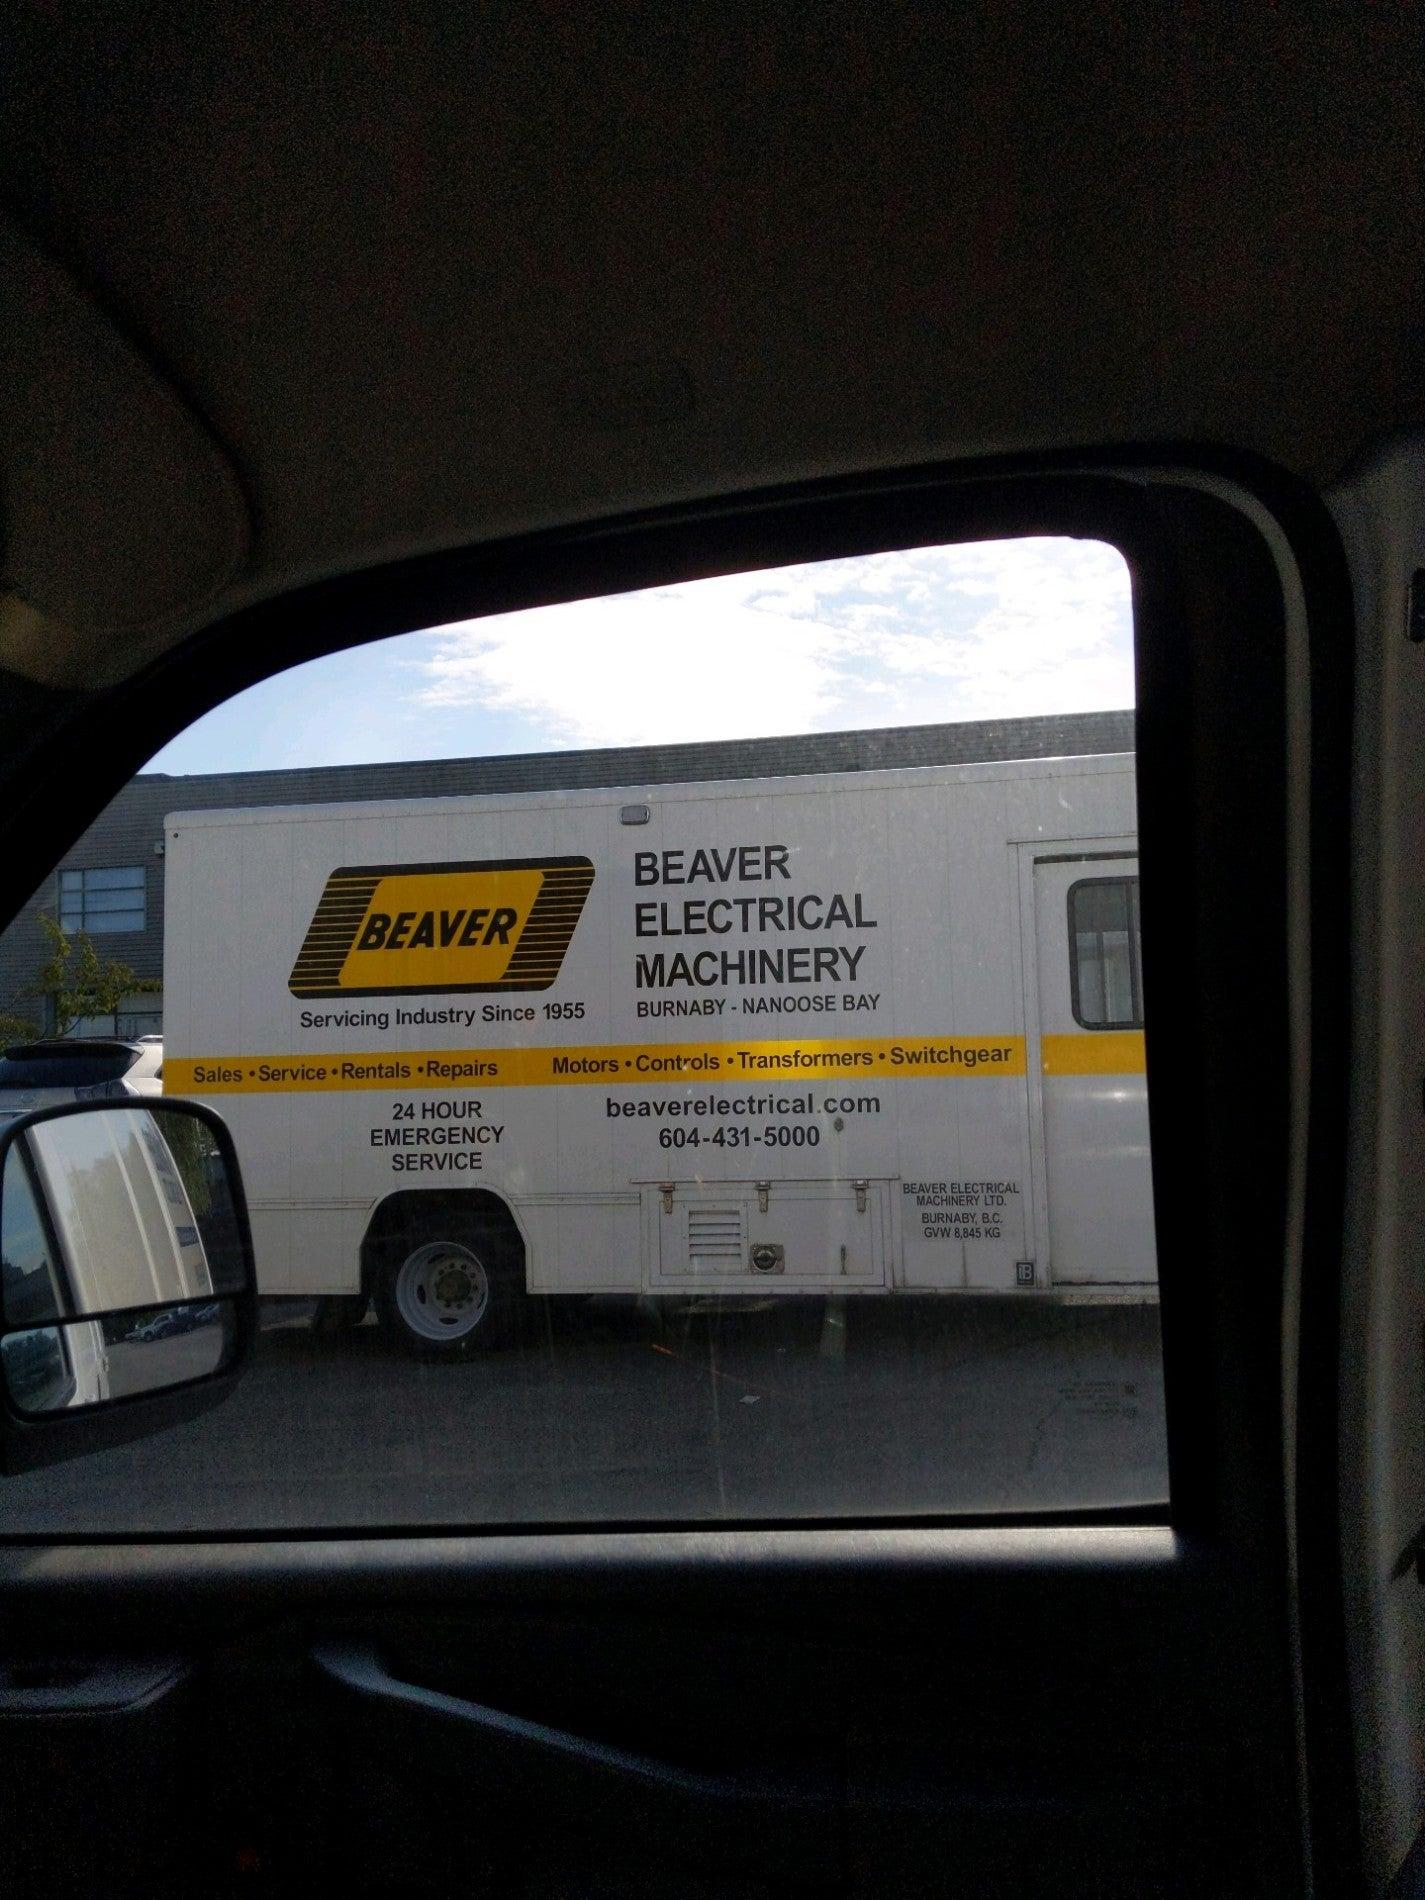 BEAVER
Servicing Industry Since 1955
BEAVER
ELECTRICAL
MACHINERY
BURNABY - NANOOSE BAY
Sales • Service • Rentals • Repairs
Motors • Controls • Transformers • Switchgear
24 HOUR
EMERGENCY
SERVICE
beaverelectrical.com
604-431-5000
BEAVER ELECTRICAL
MACHINERY LTD.
BURNABY, B.C.
GVW 8,845 KG
IB